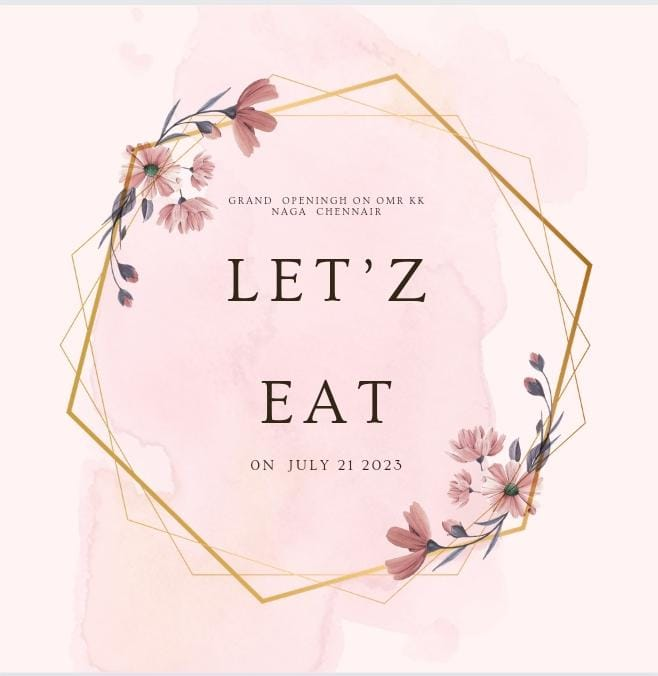 GRAND OPENINGH ON OMR KK
NAGA CHENNAIR
LET’Z
EAT
ON JULY 21 2023